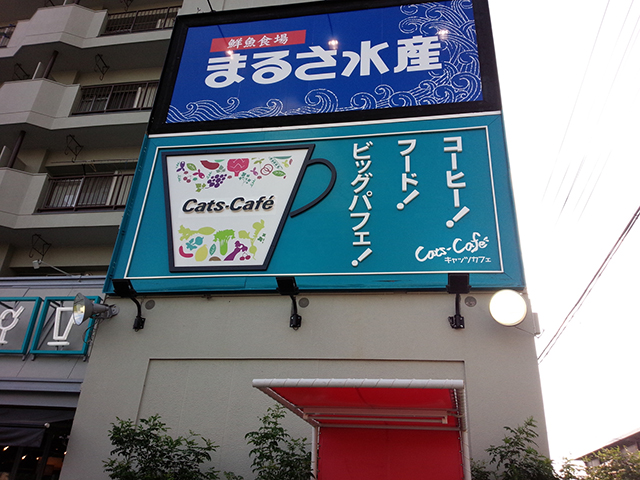 鮮魚食場
まるさ水産
Cats-Café
コーヒー!
フード!
ビッグパフェ!
Cats-Café
キャッツカフェ